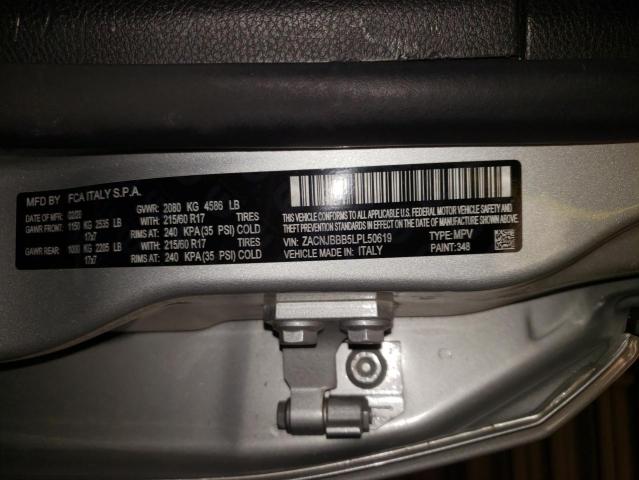 MFD BY FCA ITALY S.P.A.
DATE OF MFR: 02/20 GVWR: 2080 KG 4586 LB
GAWR FRONT: 1150 KG 2535 LB WITH: 215/60 R17 TIRES
17x7 RIMS AT: 240 KPA (35 PSI) COLD
GAWR REAR: 1000 KG 2205 LB WITH: 215/60 R17 TIRES
17x7 RIMS AT: 240 KPA (35 PSI) COLD
THIS VEHICLE CONFORMS TO ALL APPLICABLE
U.S.A. FEDERAL MOTOR VEHICLE SAFETY, BUMPER AND
THEFT PREVENTION STANDARDS
IN EFFECT ON THE DATE OF MANUFACTURE SHOWN ABOVE
VIN: ZACNJBBB5LPL50619 TYPE: MPV
VEHICLE MADE IN: ITALY PAINT: 348